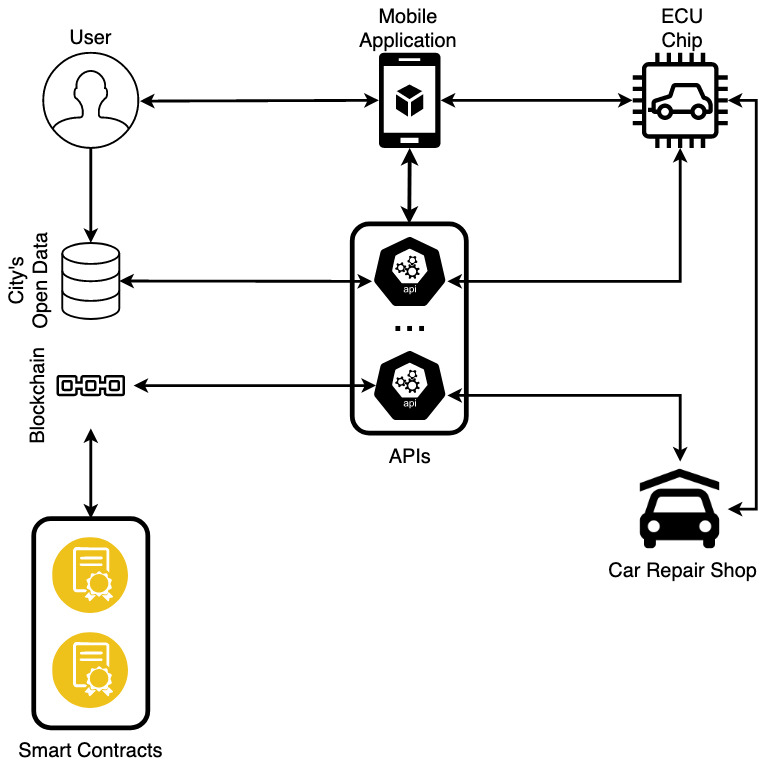 User
Mobile
Application
ECU
Chip
City's
Open Data
api
...
Blockchain
api
APIs
Car Repair Shop
Smart Contracts